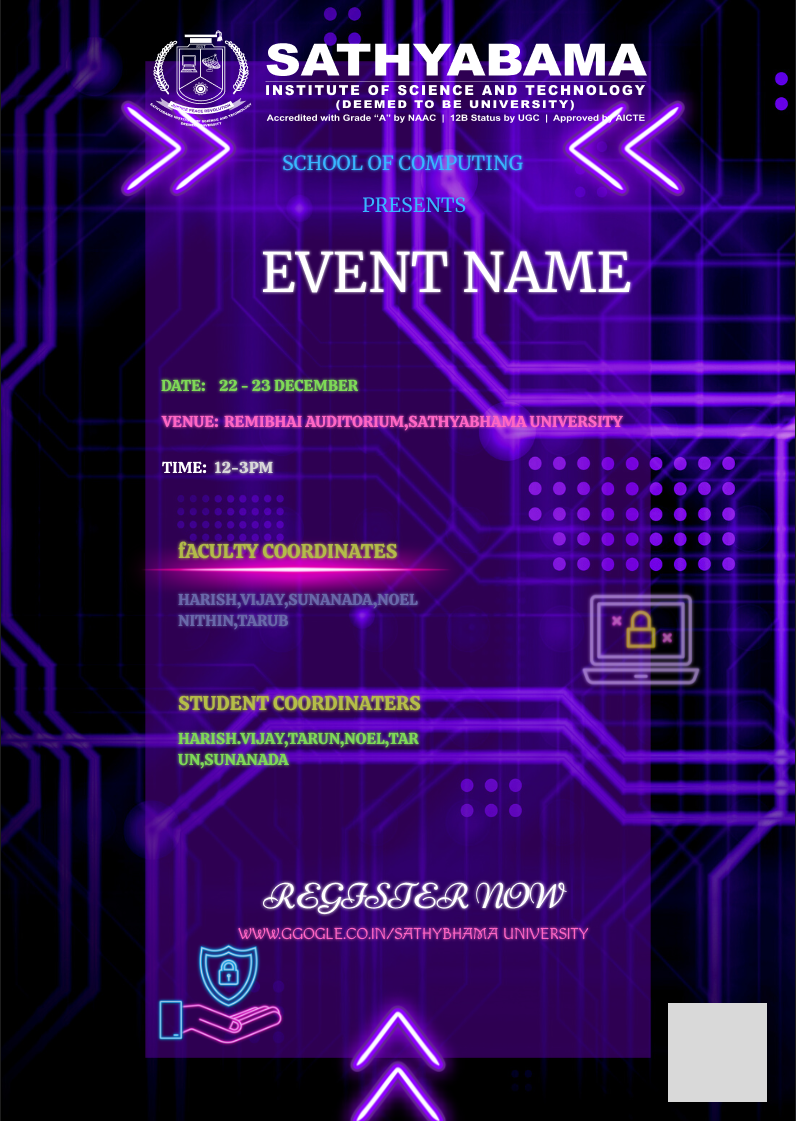 SATHYABAMA
INSTITUTE OF SCIENCE AND TECHNOLOGY
(DEEMED TO BE UNIVERSITY)
Accredited with Grade “A” by NAAC | 12B Status by UGC | Approved by AICTE
SCHOOL OF COMPUTING
PRESENTS
EVENT NAME
DATE: 22 - 23 DECEMBER
VENUE: REMIBHAI AUDITORIUM,SATHYABHAMA UNIVERSITY
TIME: 12-3PM
fACULTY COORDINATES
HARISH,VIJAY,SUNANADA,NOEL
NITHIN,TARUB
STUDENT COORDINATERS
HARISH.VIJAY,TARUN,NOEL,TAR
UN,SUNANADA
REGISTER NOW
WWW.GGOGLE.CO.IN/SATHYBHAMA UNIVERSITY